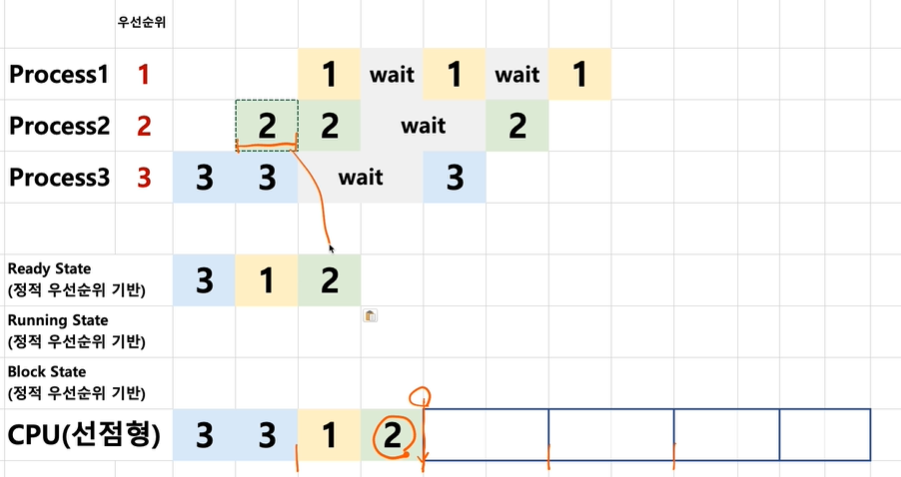 우선순위
Process1 1 1 wait 1 wait 1
Process2 2 2 2 wait 2
Process3 3 3 3 wait 3
Ready State
(정적 우선순위 기반) 3 1 2
Running State
(정적 우선순위 기반)
Block State
(정적 우선순위 기반)
CPU(선점형) 3 3 1 2